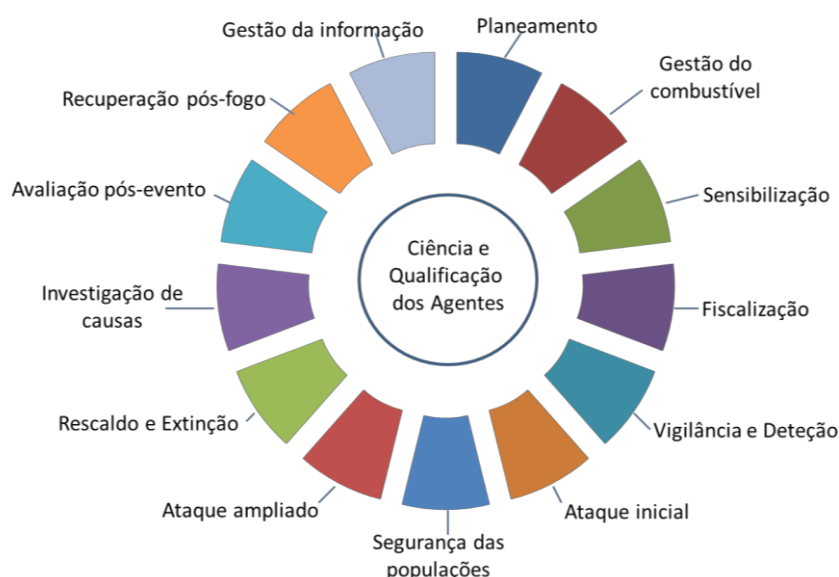 Gestão da informação
Planeamento
Gestão do
combustível
Recuperação pós-fogo
Avaliação pós-evento
Sensibilização
Ciência e
Qualificação
dos Agentes
Investigação de
causas
Fiscalização
Rescaldo e Extinção
Vigilância e Deteção
Ataque ampliado
Ataque inicial
Segurança das
populações